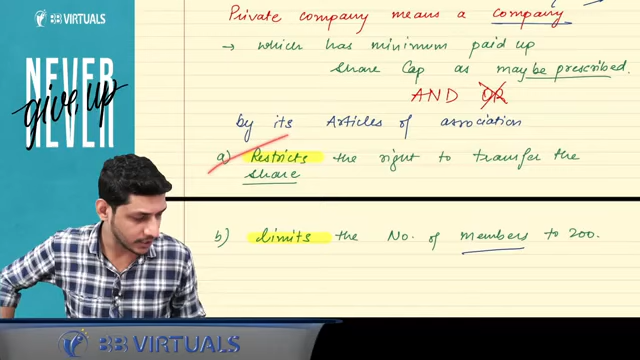 BB VIRTUALS
NEVER
give up
NEVER
Private company means a company
→ which has minimum paid up
share Cap as may be prescribed.
AND OR
by its Articles of association
a) Restricts the right to transfer the
share
b) limits the No. of members to 200.
BB VIRTUALS